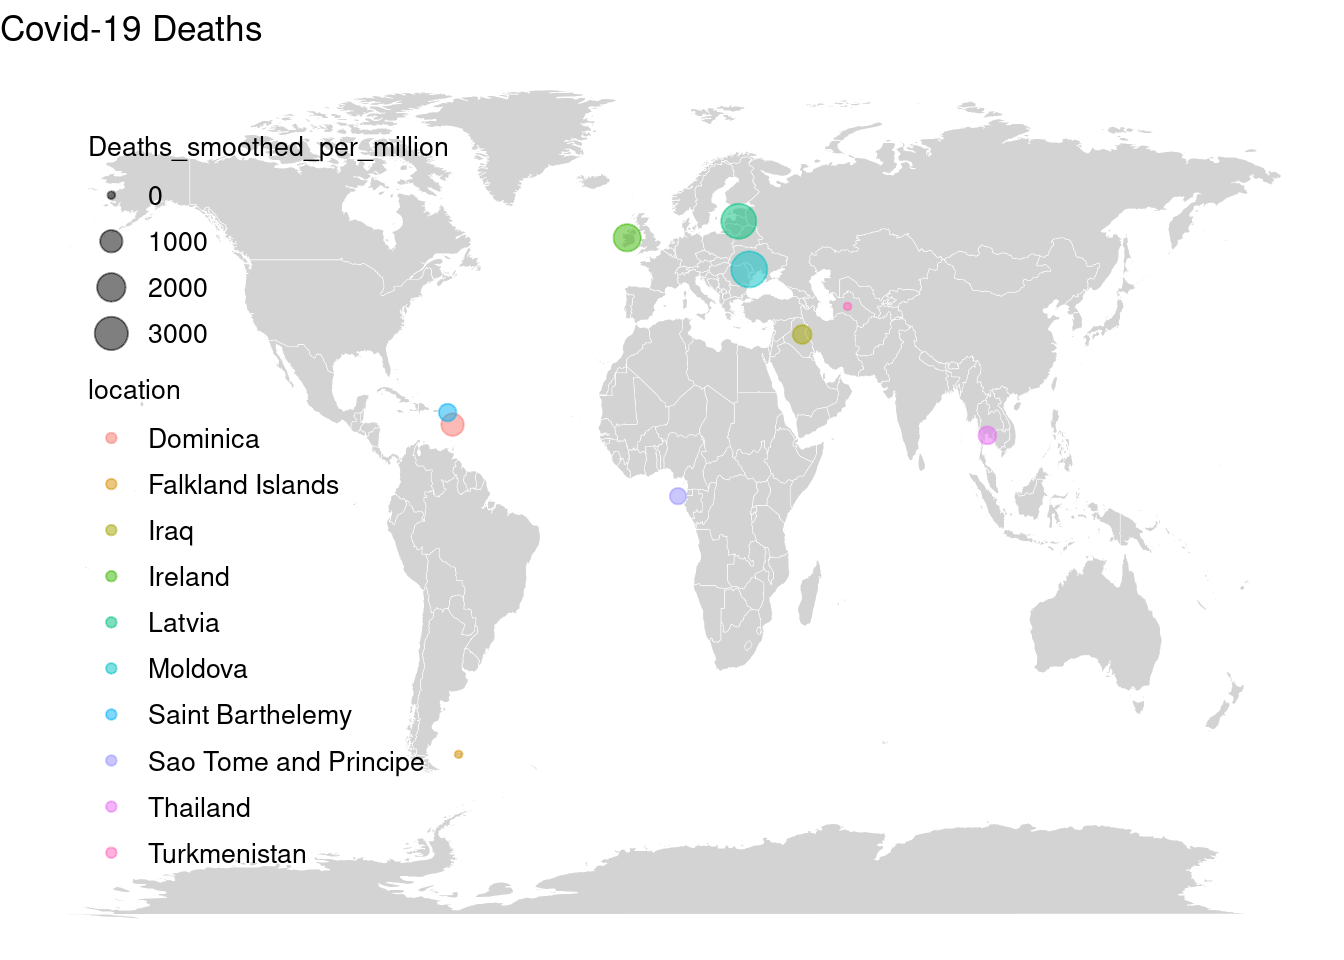 Covid-19 Deaths
Deaths_smoothed_per_million
0
1000
2000
3000
location
Dominica
Falkland Islands
Iraq
Ireland
Latvia
Moldova
Saint Barthelemy
Sao Tome and Principe
Thailand
Turkmenistan